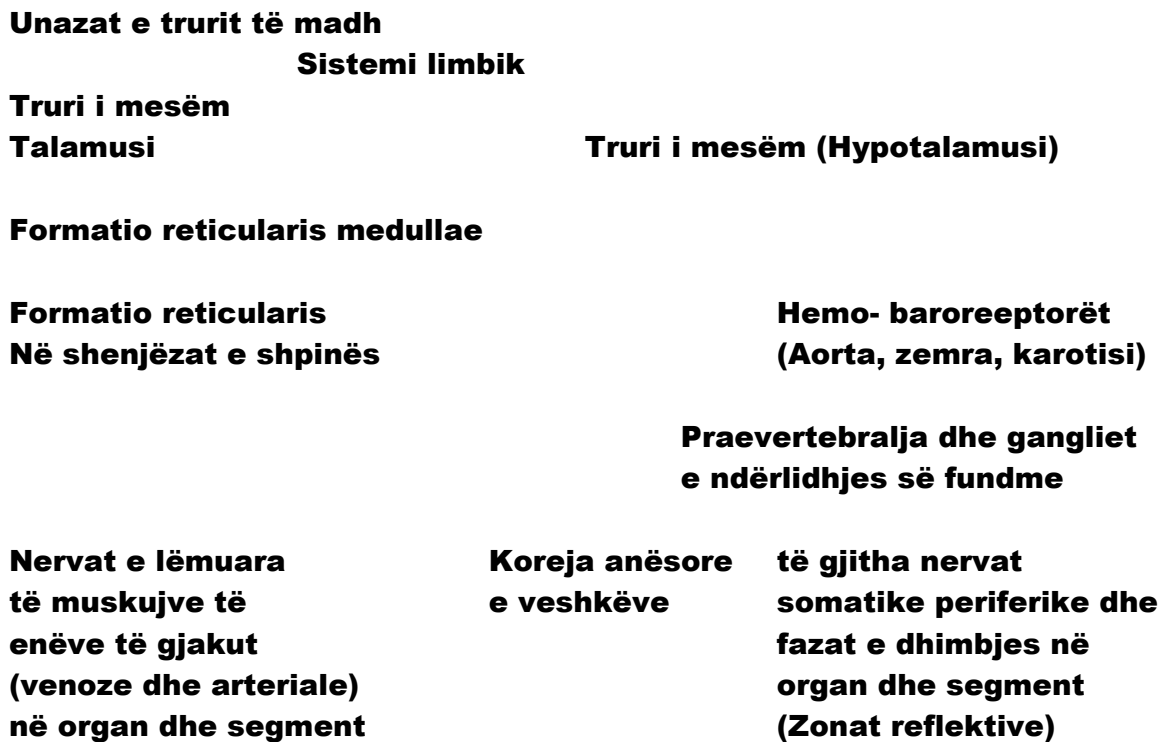 Unazat e trurit të madh
Sistemi limbik
Truri i mesëm
Talamusi Truri i mesëm (Hypotalamusi)
Formatio reticularis medullae
Formatio reticularis Hemo- baroreeptorët
Në shenjëzat e shpinës (Aorta, zemra, karotisi)
Praevertebralja dhe gangliet
e ndërlidhjes së fundme
Nervat e lëmuara Koreja anësore të gjitha nervat
të muskujve të e veshkëve somatike periferike dhe
enëve të gjakut fazat e dhimbjes në
(venoze dhe arteriale) organ dhe segment
në organ dhe segment (Zonat reflektive)